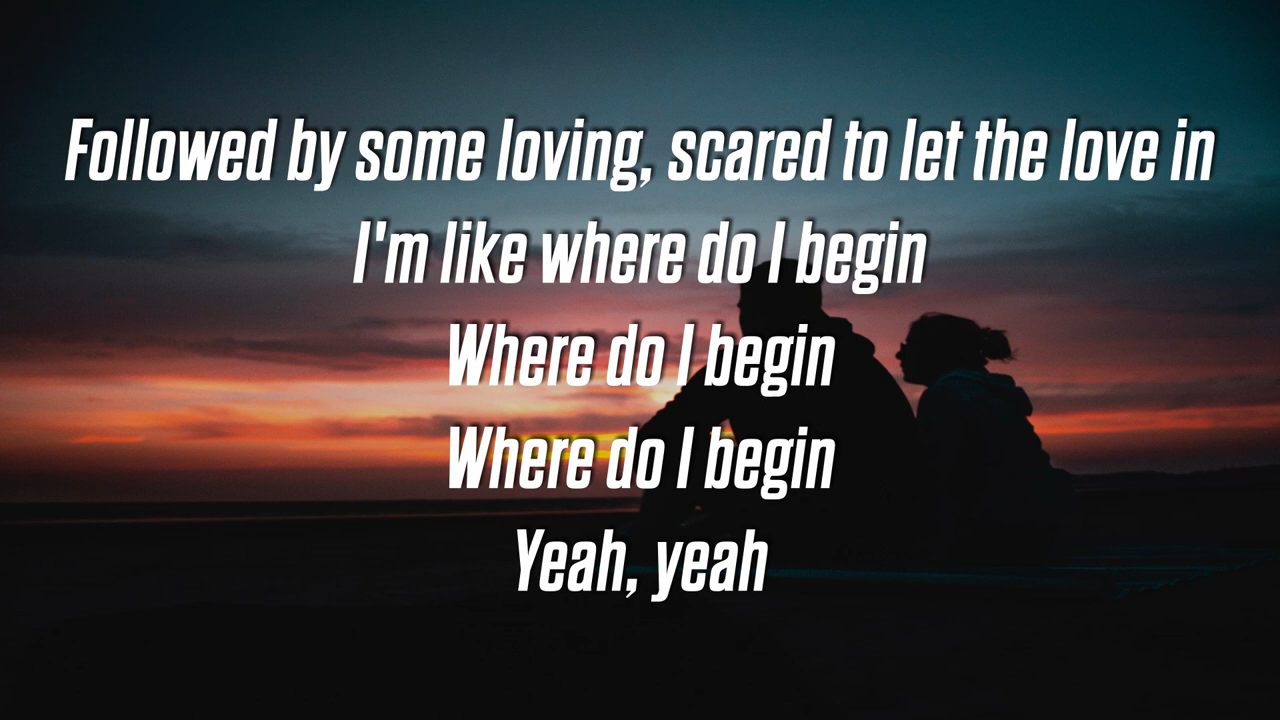 Followed by some loving, scared to let the love in
I'm like where do I begin
Where do I begin
Where do I begin
Yeah, yeah